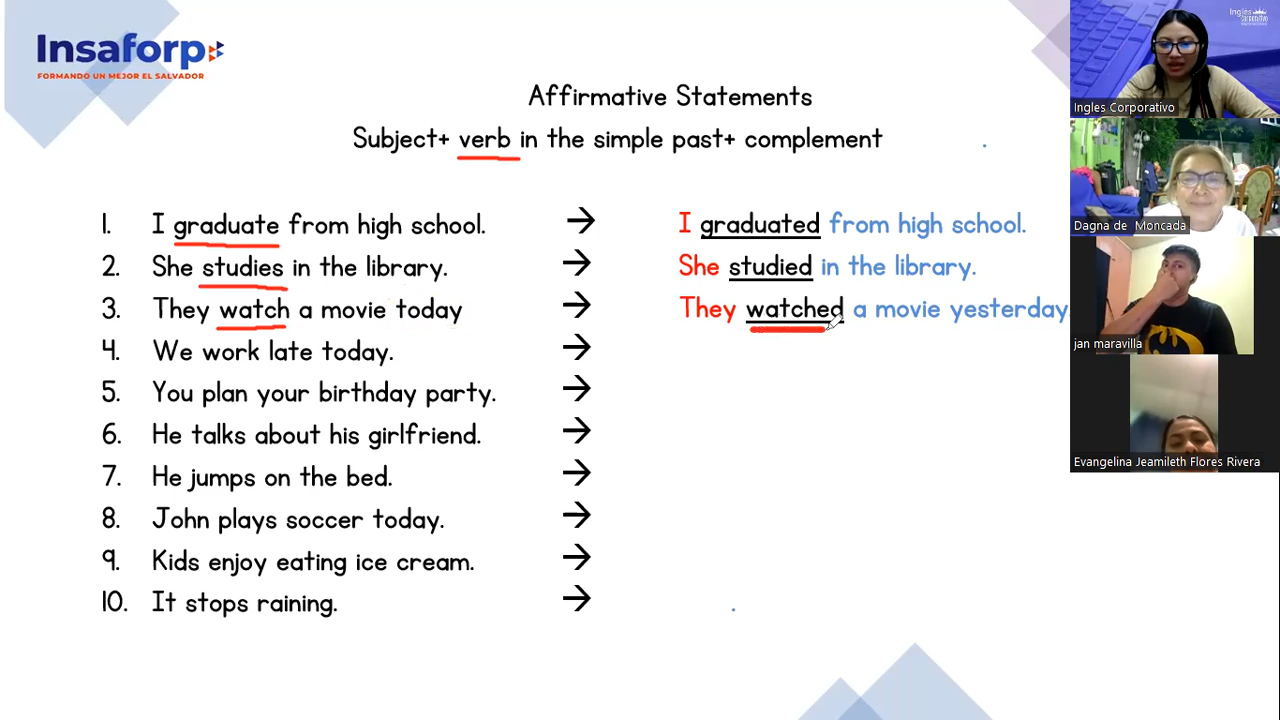 Insaforp
FORMANDO UN MEJOR EL SALVADOR
Affirmative Statements
Subject+ verb in the simple past+ complement
1. I graduate from high school. → I graduated from high school.
2. She studies in the library. → She studied in the library.
3. They watch a movie today → They watched a movie yesterday
4. We work late today. →
5. You plan your birthday party. →
6. He talks about his girlfriend. →
7. He jumps on the bed. →
8. John plays soccer today. →
9. Kids enjoy eating ice cream. →
10. It stops raining. →
Ingles Corporativo
Ingles Corporativo
Dagna de Moncada
jan maravilla
Evangelina Jeamileth Flores Rivera